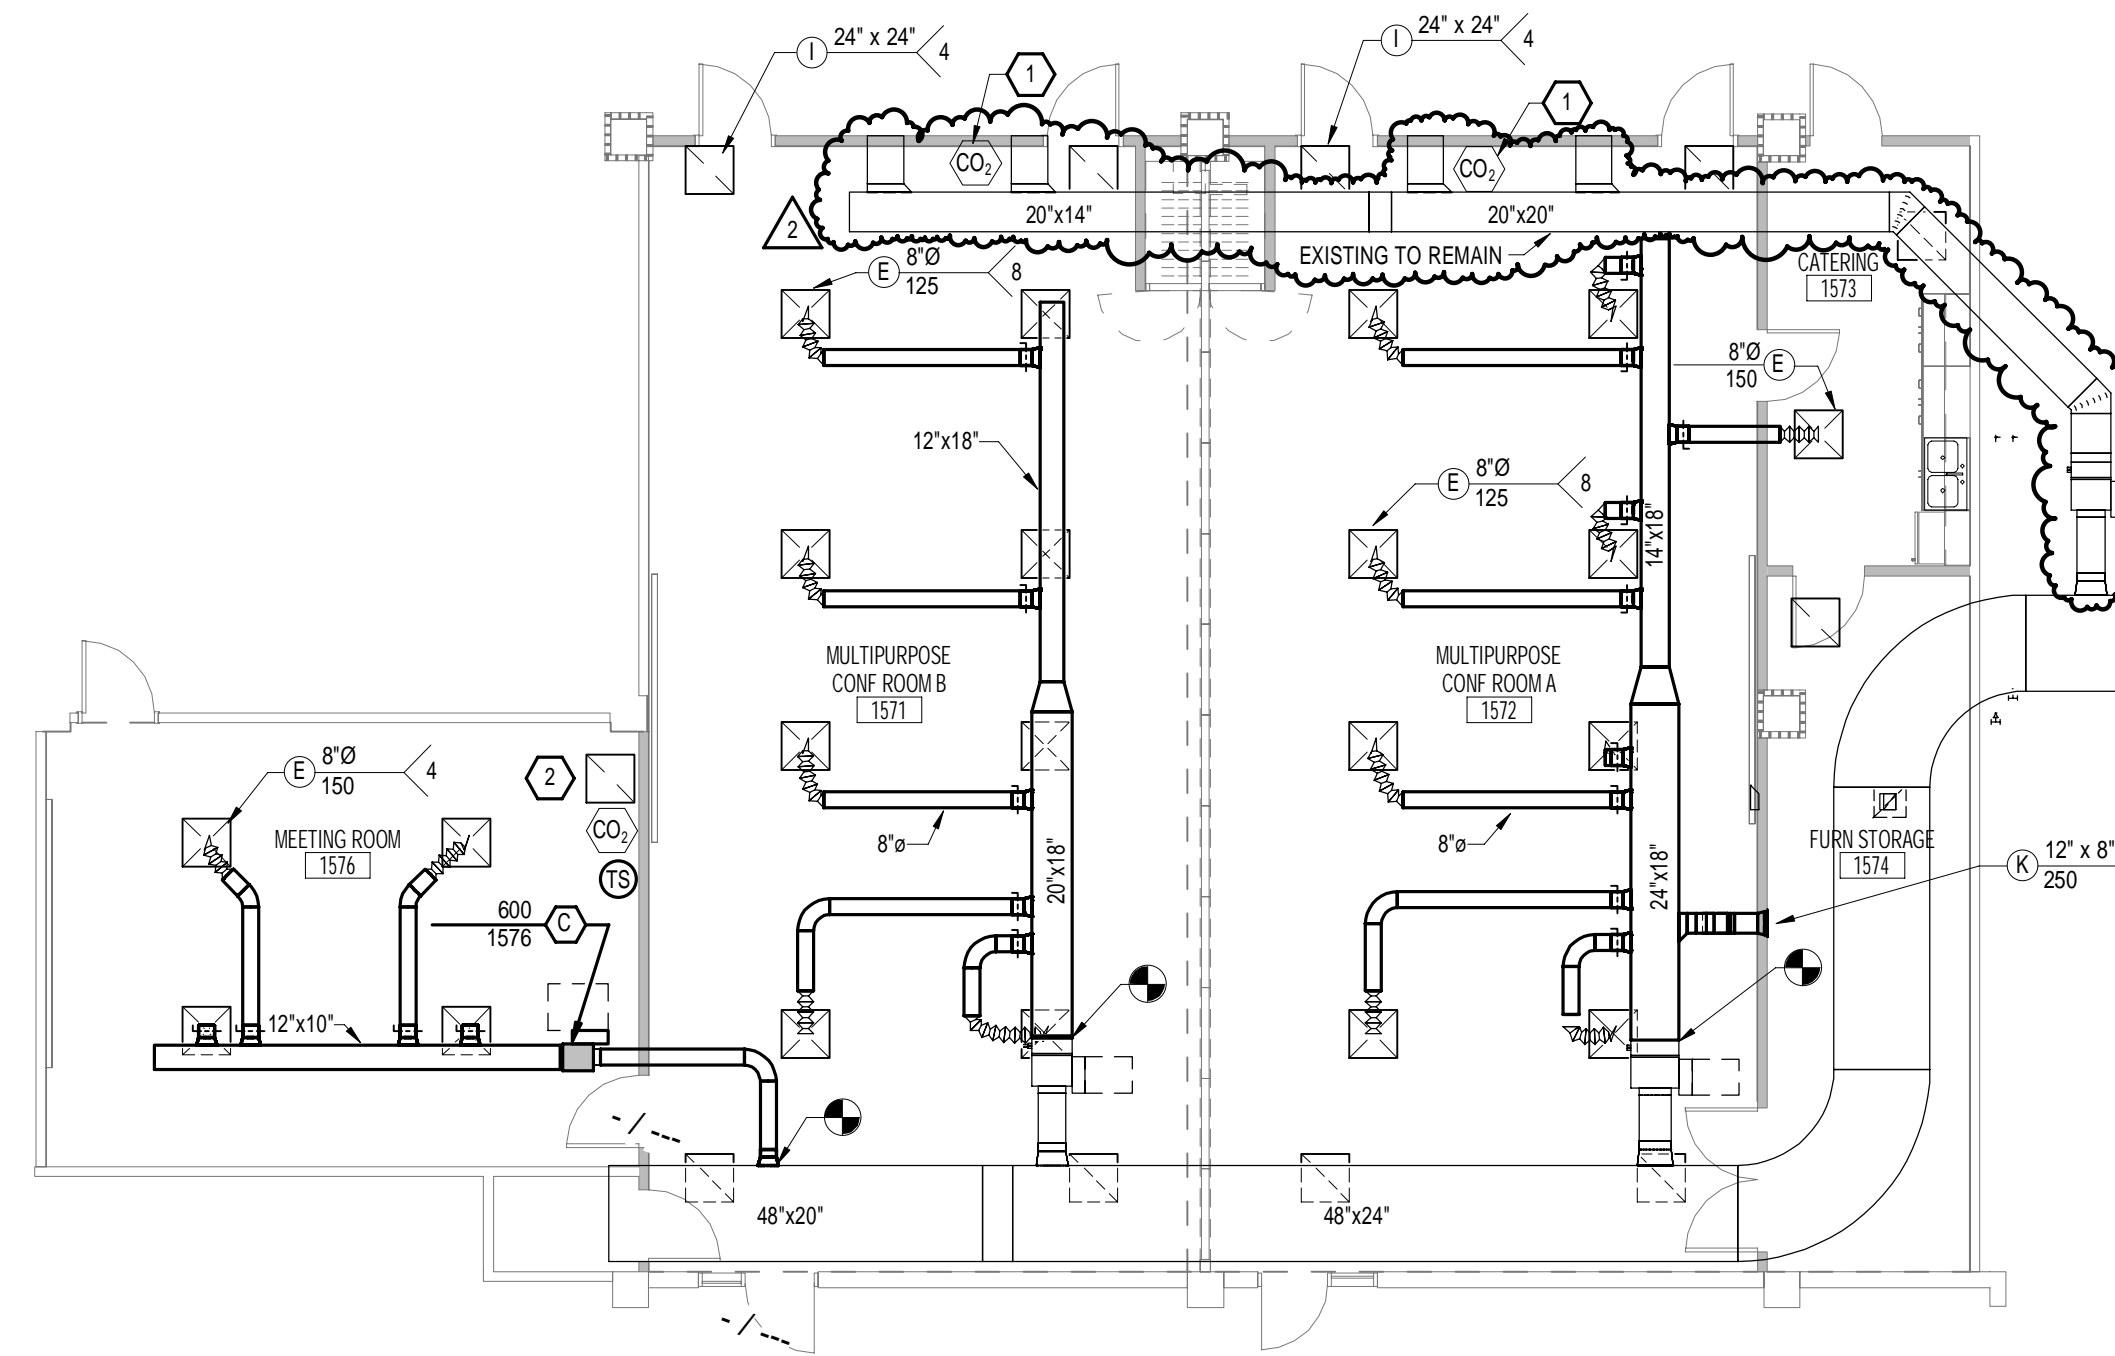 I
24" x 24"
4
I
24" x 24"
4
1
1
CO2
CO2
2
20"x14"
20"x20"
EXISTING TO REMAIN
E
8"Ø
125
8
CATERING
1573
8"Ø
150
E
12"x18"
E
8"Ø
125
8
14"x18"
MULTIPURPOSE
CONF ROOM B
1571
MULTIPURPOSE
CONF ROOM A
1572
E
8"Ø
150
4
2
CO2
TS
MEETING ROOM
1576
8"ø
8"ø
20"x18"
24"x18"
FURN STORAGE
1574
K
12" x 8"
250
600
1576
C
12"x10"
48"x20"
48"x24"